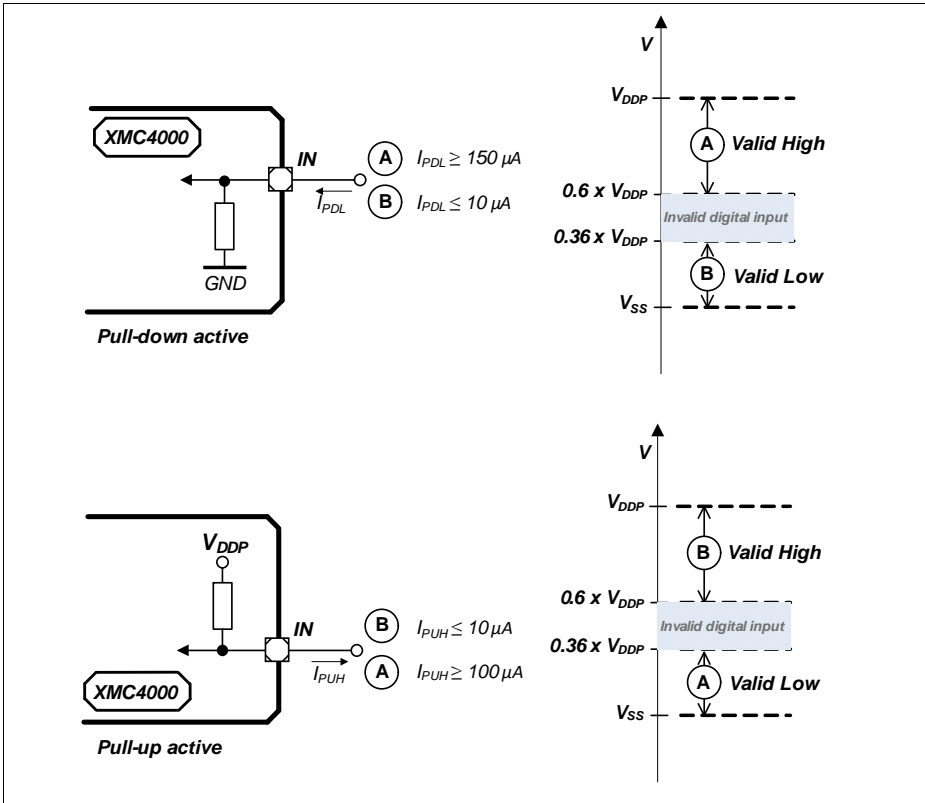 V
V_DDP
XMC4000
IN
A I_PDL ≥ 150 μA
A Valid High
I_PDL
B I_PDL ≤ 10 μA
0.6 x V_DDP
Invalid digital input
0.36 x V_DDP
GND
B Valid Low
V_SS
Pull-down active
V
V_DDP
V_DDP
B Valid High
IN
B I_PUH ≤ 10 μA
0.6 x V_DDP
Invalid digital input
0.36 x V_DDP
I_PUH
A I_PUH ≥ 100 μA
XMC4000
A Valid Low
V_SS
Pull-up active